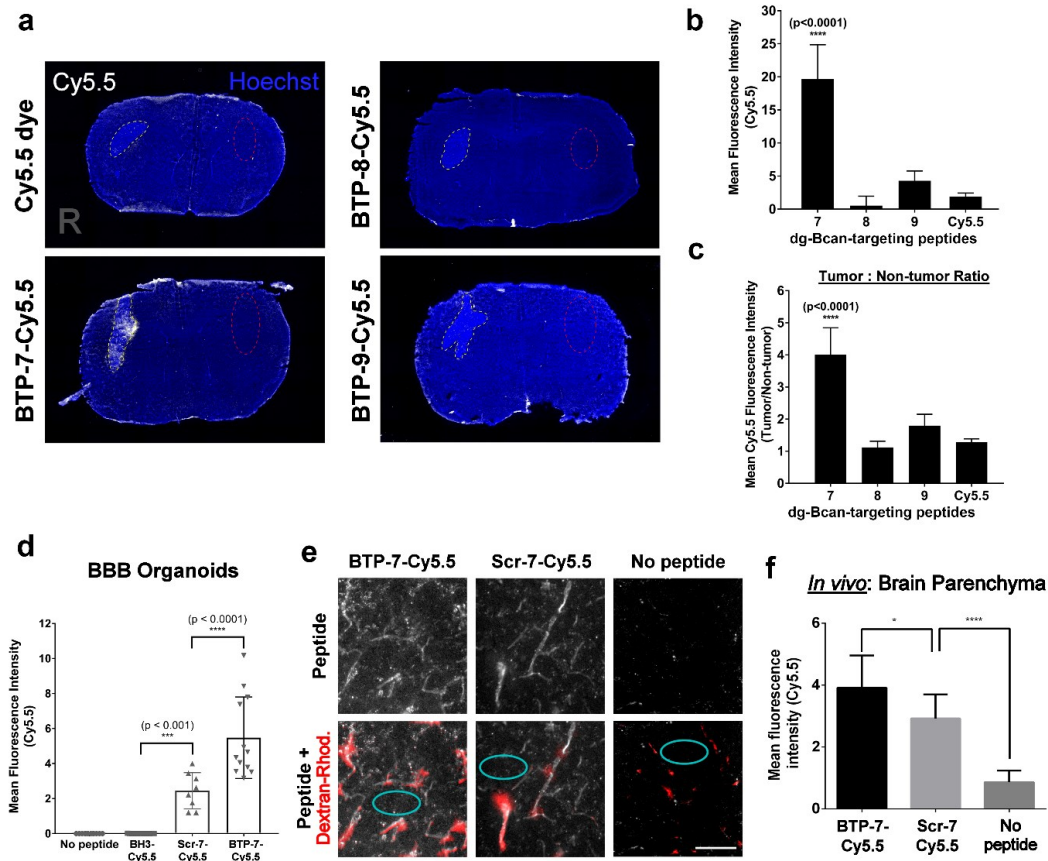 a
Cy5.5
Hoechst
Cy5.5 dye
R
BTP-8-Cy5.5
BTP-7-Cy5.5
BTP-9-Cy5.5
b
Mean Fluorescence Intensity
(Cy5.5)
30
25
20
15
10
5
0
(p<0.0001)
****
7 8 9 Cy5.5
dg-Bcan-targeting peptides
c
Tumor : Non-tumor Ratio
Mean Cy5.5 Fluorescence Intensity
(Tumor/Non-tumor)
6
5
4
3
2
1
0
(p<0.0001)
****
7 8 9 Cy5.5
dg-Bcan-targeting peptides
d
BBB Organoids
Mean Fluorescence Intensity
(Cy5.5)
12
10
8
6
4
2
0
(p < 0.0001)
****
(p < 0.001)
***
No peptide BH3- Scr-7- BTP-7-
Cy5.5 Cy5.5 Cy5.5
e
BTP-7-Cy5.5 Scr-7-Cy5.5 No peptide
Peptide
Peptide +
Dextran-Rhod.
f
In vivo: Brain Parenchyma
Mean fluorescence
intensity (Cy5.5)
6
4
2
0
* ****
BTP-7- Scr-7 No
Cy5.5 Cy5.5 peptide